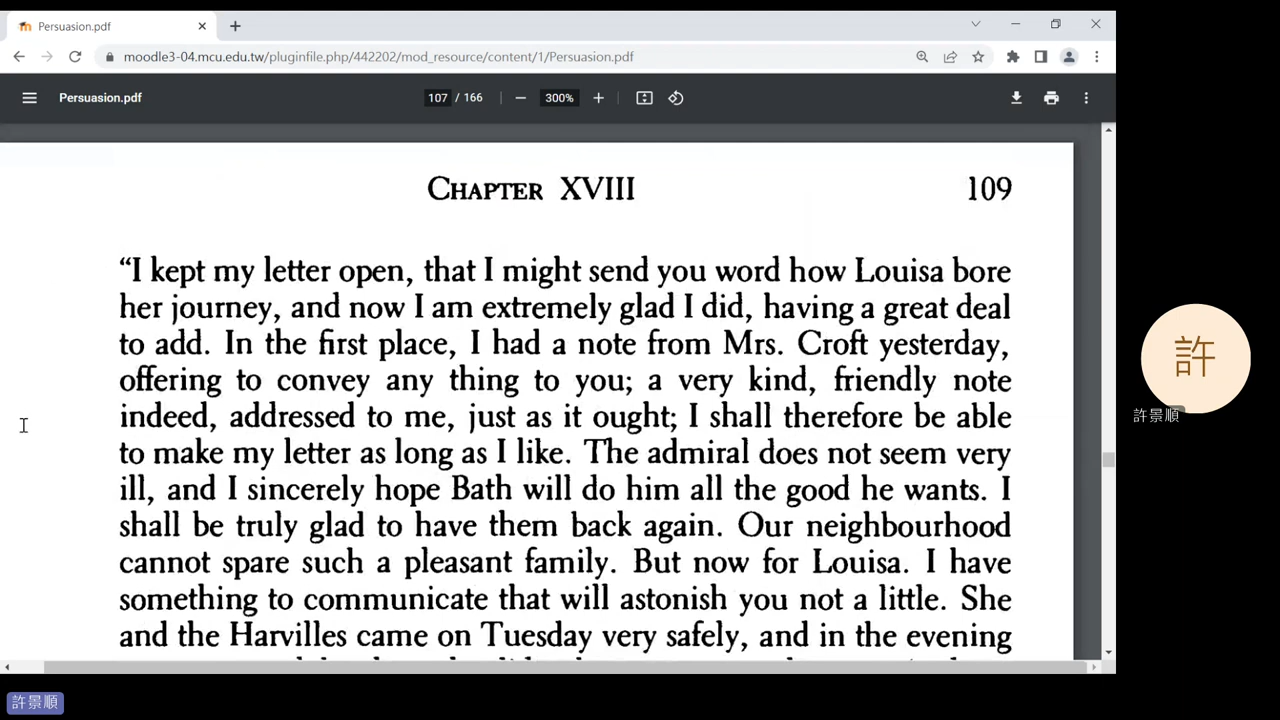 Persuasion.pdf
moodle3-04.mcu.edu.tw/pluginfile.php/442202/mod_resource/content/1/Persuasion.pdf
Persuasion.pdf
107 / 166
300%
CHAPTER XVIII
109
“I kept my letter open, that I might send you word how Louisa bore
her journey, and now I am extremely glad I did, having a great deal
to add. In the first place, I had a note from Mrs. Croft yesterday,
offering to convey any thing to you; a very kind, friendly note
indeed, addressed to me, just as it ought; I shall therefore be able
to make my letter as long as I like. The admiral does not seem very
ill, and I sincerely hope Bath will do him all the good he wants. I
shall be truly glad to have them back again. Our neighbourhood
cannot spare such a pleasant family. But now for Louisa. I have
something to communicate that will astonish you not a little. She
and the Harvilles came on Tuesday very safely, and in the evening
許
許景順
許景順